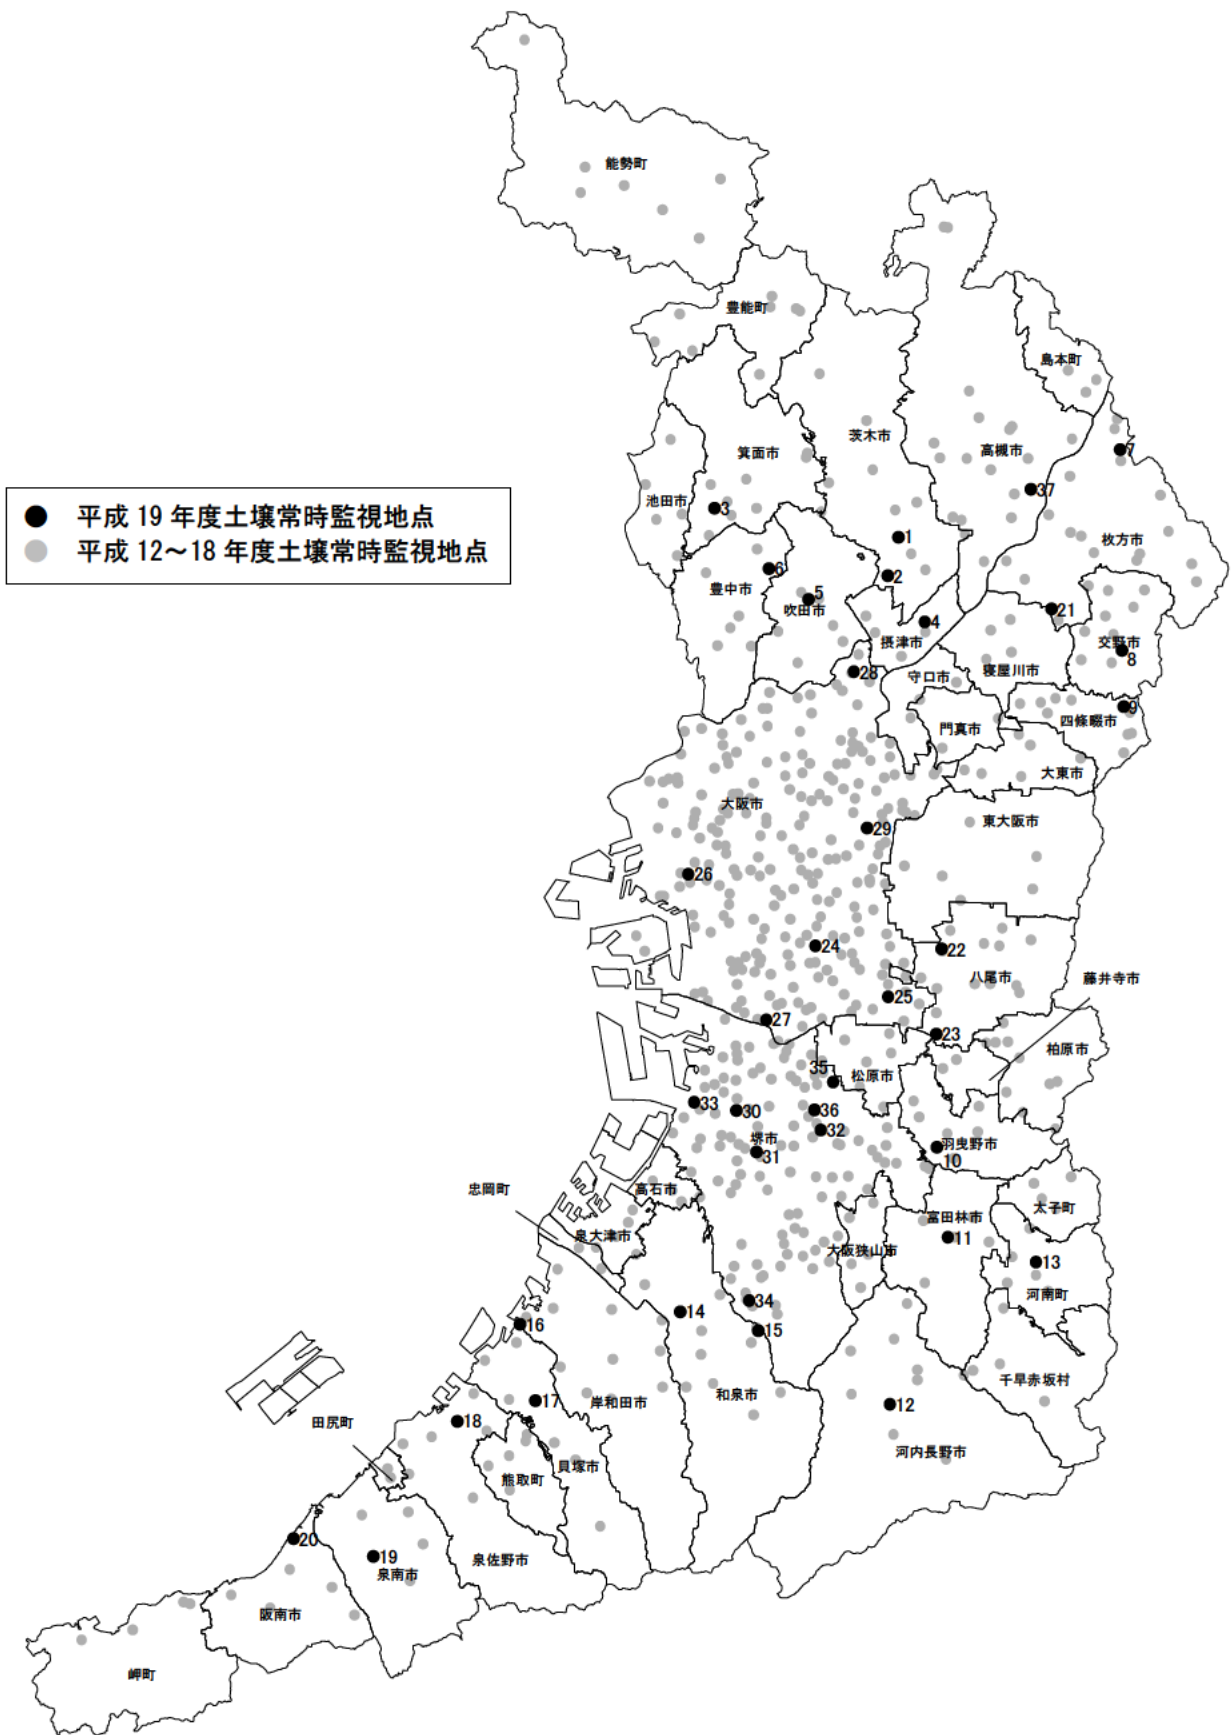 能勢町
豊能町
島本町
茨木市
高槻市
箕面市
7
池田市
37
3
● 平成 19 年度土壌常時監視地点
● 平成 12～18 年度土壌常時監視地点
1
枚方市
6
2
豊中市
5
吹田市
21
4
摂津市
交野市
8
寝屋川市
28
守口市
9
四條畷市
門真市
大東市
大阪市
東大阪市
29
26
24
22
八尾市
藤井寺市
25
27
23
柏原市
35
松原市
33
30
36
32
堺市
31
羽曳野市
10
忠岡町
高石市
太子町
富田林市
泉大津市
11
大阪狭山市
13
河南町
34
14
16
15
千早赤坂村
和泉市
17
岸和田市
12
田尻町
18
河内長野市
貝塚市
熊取町
20
19
泉佐野市
泉南市
阪南市
岬町